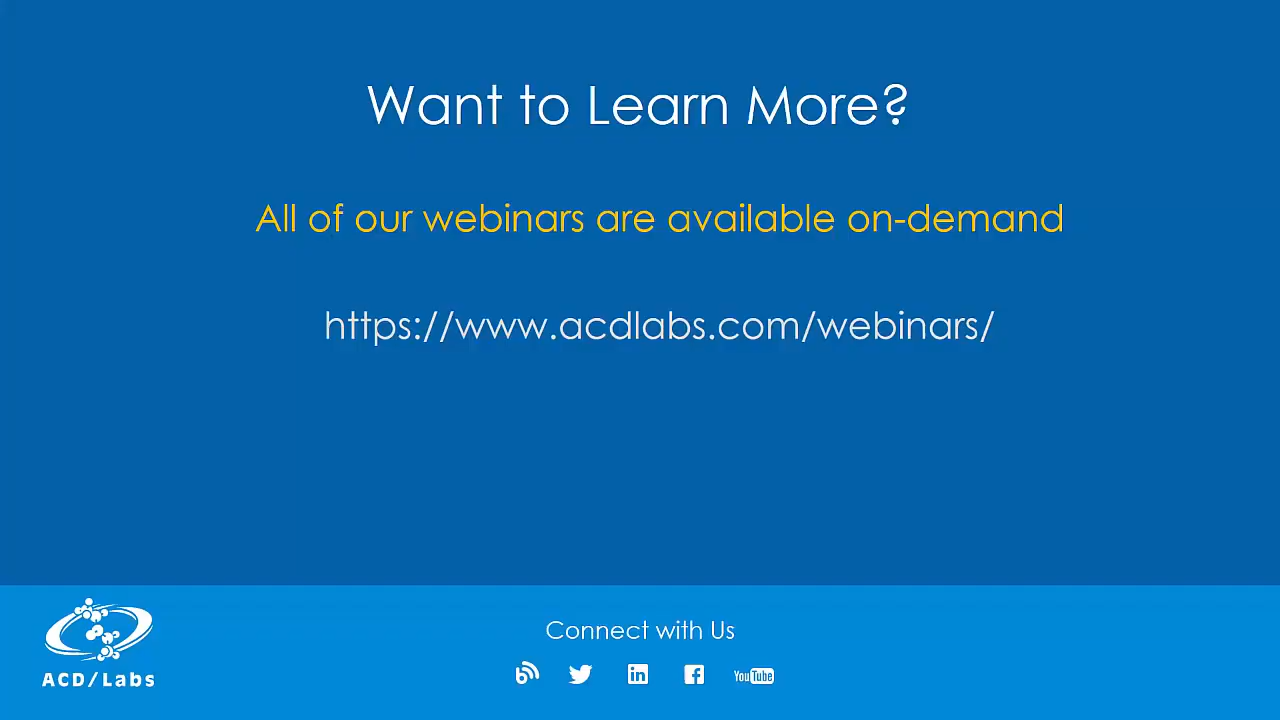 Want to Learn More?
All of our webinars are available on-demand
https://www.acdlabs.com/webinars/
Connect with Us
ACD/Labs
YouTube